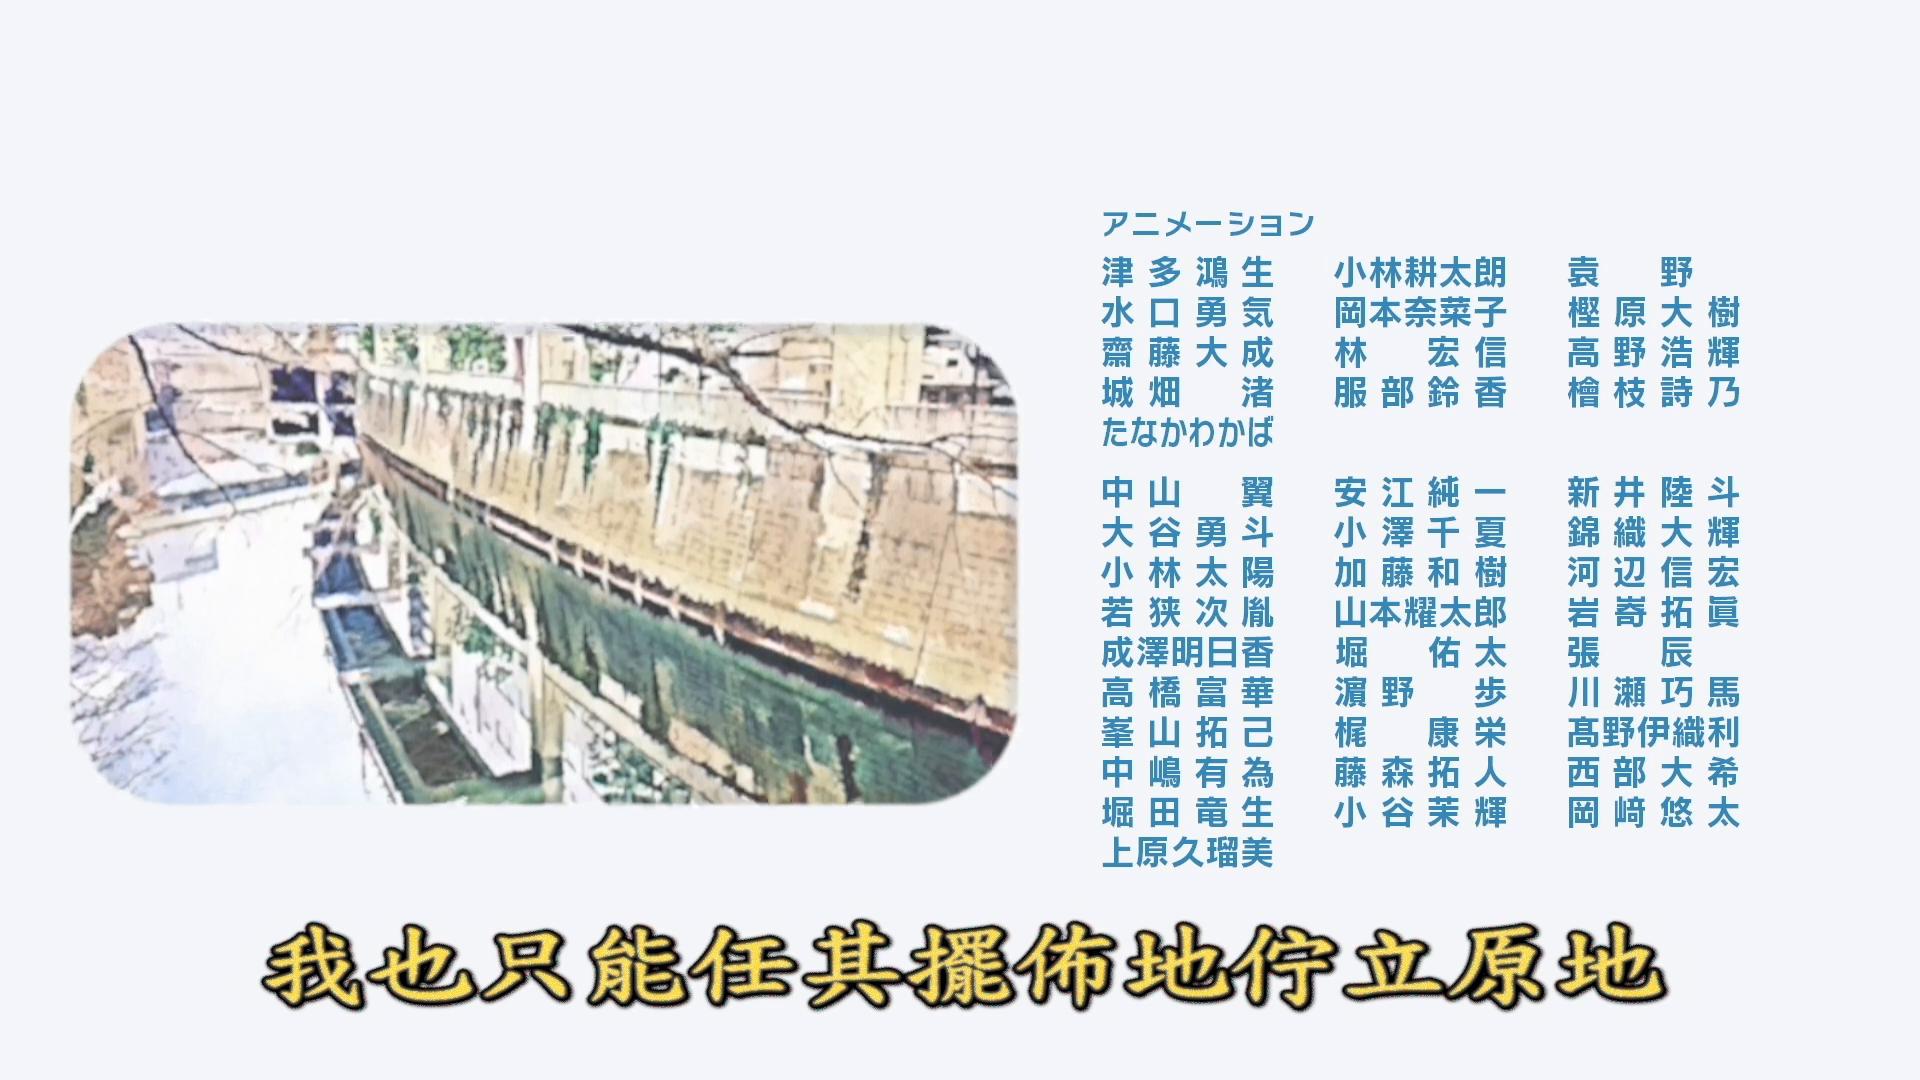 アニメーション
津多鴻生 小林耕太朗 袁野
水口勇気 岡本奈菜子 樫原大樹
齋藤大成 林宏信 高野浩輝
城畑渚 服部鈴香 檜枝詩乃
たなかわかば
中山翼 安江純一 新井陸斗
大谷勇斗 小澤千夏 錦織大輝
小林太陽 加藤和樹 河辺信宏
若狭次胤 山本耀太郎 岩嵜拓眞
成澤明日香 堀佑太 張辰
高橋富華 濵野歩 川瀬巧馬
峯山拓己 梶康栄 髙野伊織利
中嶋有為 藤森拓人 西部大希
堀田竜生 小谷茉輝 岡﨑悠太
上原久瑠美
我也只能任其擺佈地佇立原地